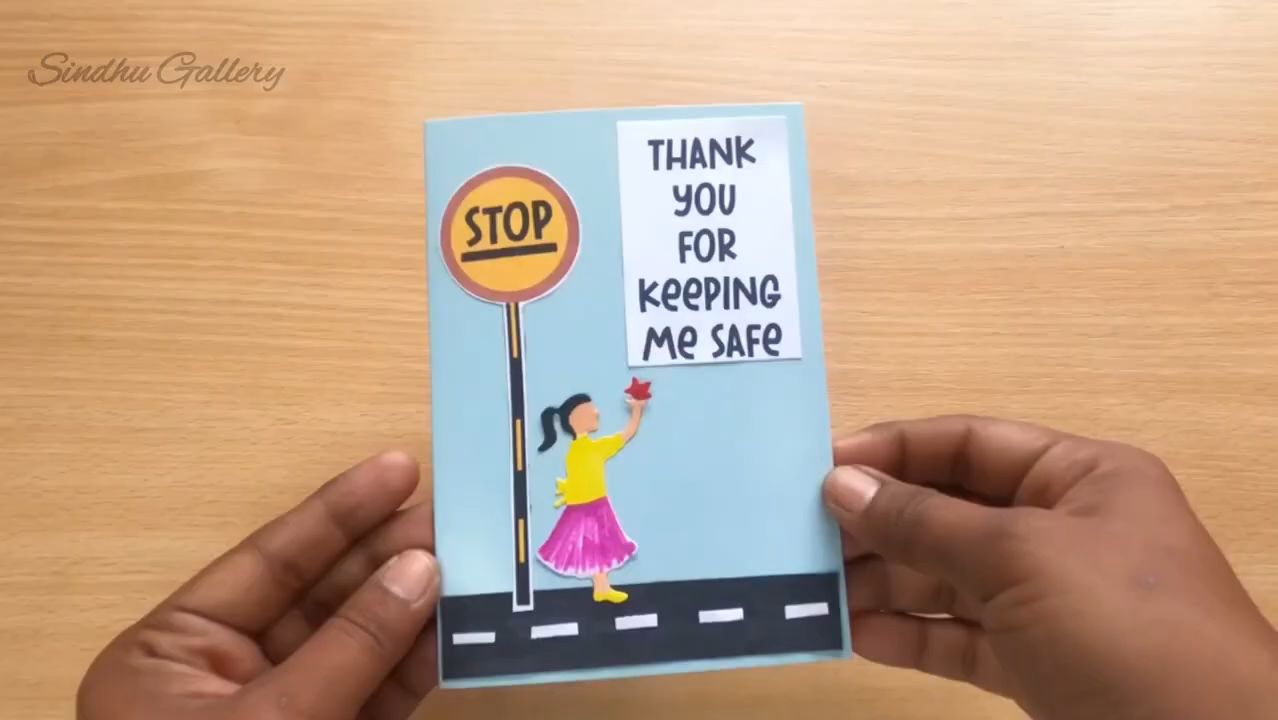 Sindhu Gallery
STOP
THANK
YOU
FOR
KeePING
Me SAFe